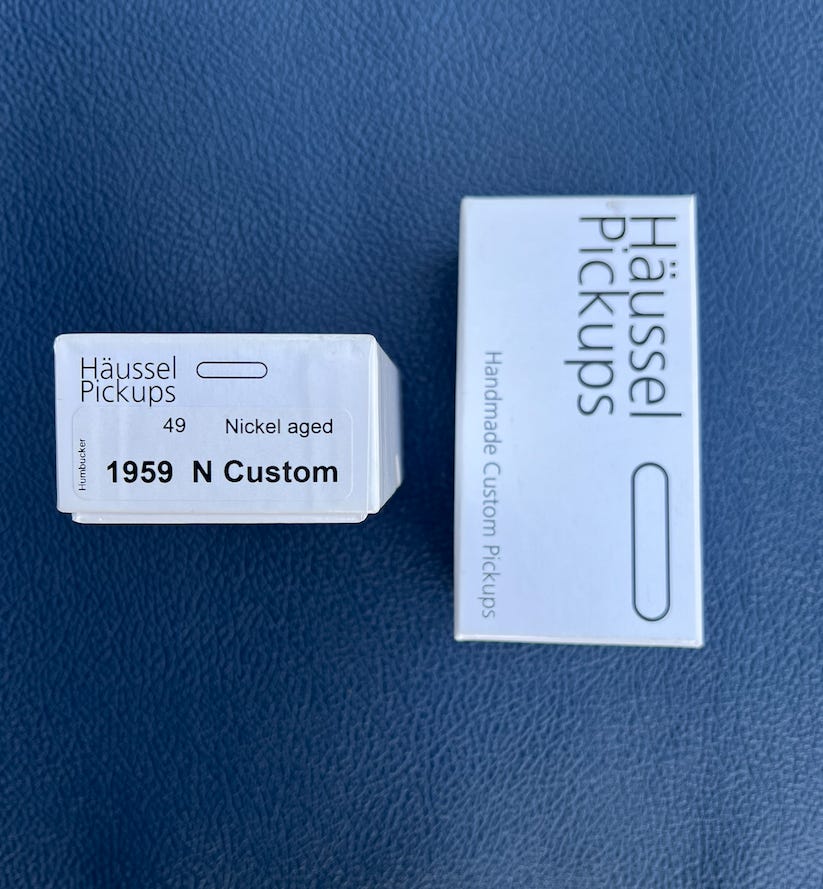 Häussel
Pickups
49 Nickel aged
Humbucker
1959 N Custom
Häussel
Pickups
Handmade Custom Pickups